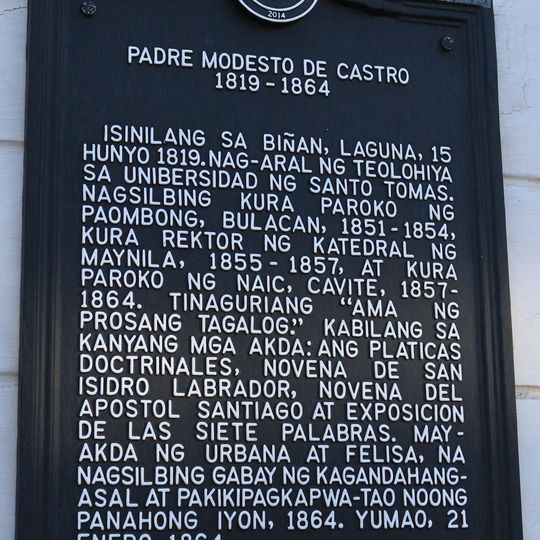 2014
PADRE MODESTO DE CASTRO
1819 - 1864
ISINILANG SA BIÑAN, LAGUNA, 15
HUNYO 1819. NAG-ARAL NG TEOLOHIYA
SA UNIBERSIDAD NG SANTO TOMAS.
NAGSILBING KURA PAROKO NG
PAOMBONG, BULACAN, 1851 - 1854,
KURA REKTOR NG KATEDRAL NG
MAYNILA, 1855 - 1857, AT KURA
PAROKO NG NAIC, CAVITE, 1857-
1864. TINAGURIANG “AMA NG
PROSANG TAGALOG.” KABILANG SA
KANYANG MGA AKDA: ANG PLATICAS
DOCTRINALES, NOVENA DE SAN
ISIDRO LABRADOR, NOVENA DEL
APOSTOL SANTIAGO AT EXPOSICION
DE LAS SIETE PALABRAS. MAY-
AKDA NG URBANA AT FELISA, NA
NAGSILBING GABAY NG KAGANDAHANG-
ASAL AT PAKIKIPAGKAPWA-TAO NOONG
PANAHONG IYON, 1864. YUMAO, 21
ENERO 1864